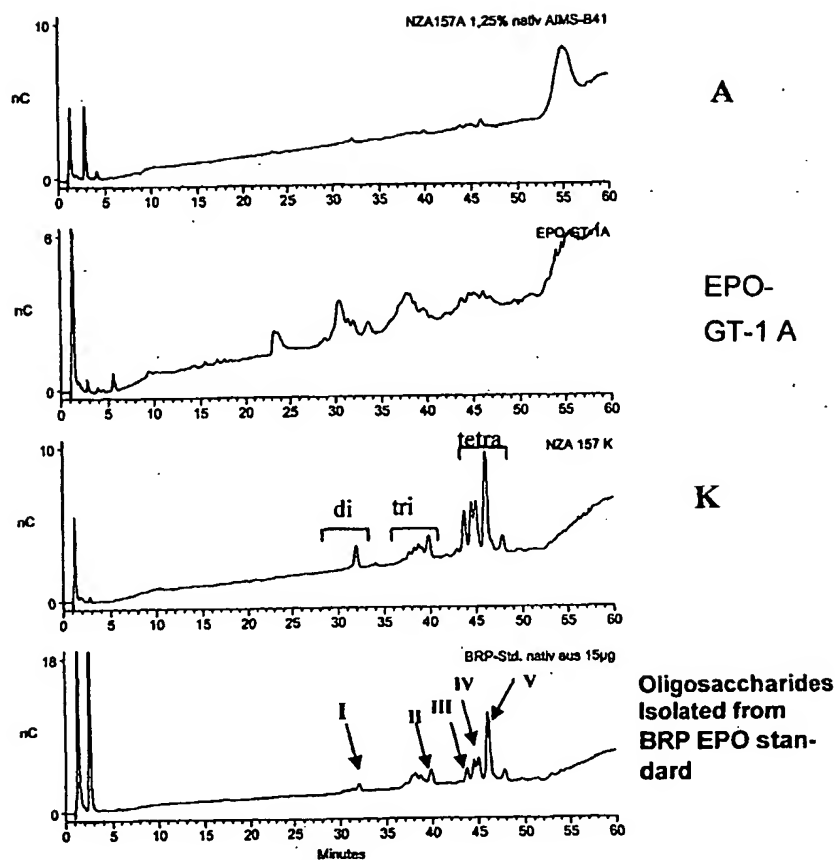 NZA157A 1,25% nativ AIMS-B41
10
nC
0
0 5 10 15 20 25 30 35 40 45 50 55 60
A
EPO-GT-1A
6
nC
0
0 5 10 15 20 25 30 35 40 45 50 55 60
EPO-
GT-1 A
NZA 157 K
10
nC
0
di
tri
tetra
0 5 10 15 20 25 30 35 40 45 50 55 60
K
BRP-Std. nativ aus 15µg
18
nC
0
I
II
III
IV
V
0 5 10 15 20 25 30 35 40 45 50 55 60
Minutes
Oligosaccharides
Isolated from
BRP EPO stan-
dard